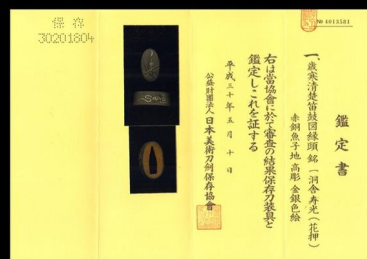 保存
30201804
No 4013581
鑑定書
一、歳寒清楚笛鼓図縁頭 銘(洞舎寿光(花押)
赤銅魚子地 高彫 金銀色絵
右は當協會に於て審査の結果保存刀装具と
鑑定しこれを証する
平成三十年五月十日
公益財團法人日本美術刀剣保存協會